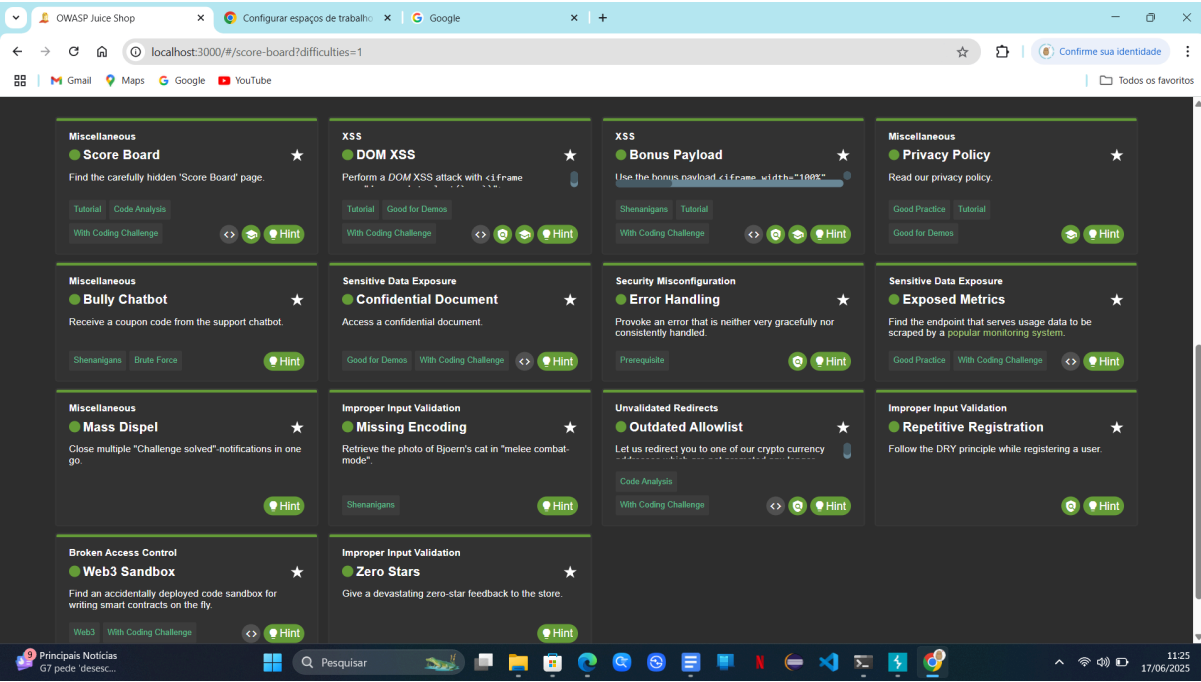 OWASP Juice Shop
Configurar espaços de trabalho
Google
localhost:3000/#/score-board?difficulties=1
Confirme sua identidade
Gmail
Maps
Google
YouTube
Todos os favoritos
Miscellaneous
Score Board
Find the carefully hidden 'Score Board' page.
Tutorial
Code Analysis
With Coding Challenge
<>
Hint
XSS
DOM XSS
Perform a DOM XSS attack with <iframe
Tutorial
Good for Demos
With Coding Challenge
<>
Hint
XSS
Bonus Payload
Use the bonus payload <iframe width="100%"
Shenanigans
Tutorial
With Coding Challenge
<>
Hint
Miscellaneous
Privacy Policy
Read our privacy policy.
Good Practice
Tutorial
Good for Demos
Hint
Miscellaneous
Bully Chatbot
Receive a coupon code from the support chatbot.
Shenanigans
Brute Force
Hint
Sensitive Data Exposure
Confidential Document
Access a confidential document.
Good for Demos
With Coding Challenge
<>
Hint
Security Misconfiguration
Error Handling
Provoke an error that is neither very gracefully nor
consistently handled.
Prerequisite
Hint
Sensitive Data Exposure
Exposed Metrics
Find the endpoint that serves usage data to be
scraped by a popular monitoring system.
Good Practice
With Coding Challenge
<>
Hint
Miscellaneous
Mass Dispel
Close multiple "Challenge solved"-notifications in one
go.
Hint
Improper Input Validation
Missing Encoding
Retrieve the photo of Bjoern's cat in "melee combat-
mode".
Shenanigans
Hint
Unvalidated Redirects
Outdated Allowlist
Let us redirect you to one of our crypto currency
Code Analysis
With Coding Challenge
<>
Hint
Improper Input Validation
Repetitive Registration
Follow the DRY principle while registering a user.
Hint
Broken Access Control
Web3 Sandbox
Find an accidentally deployed code sandbox for
writing smart contracts on the fly.
Web3
With Coding Challenge
<>
Hint
Improper Input Validation
Zero Stars
Give a devastating zero-star feedback to the store.
Hint
9
Principais Notícias
G7 pede 'desesc...
Pesquisar
11:25
17/06/2025